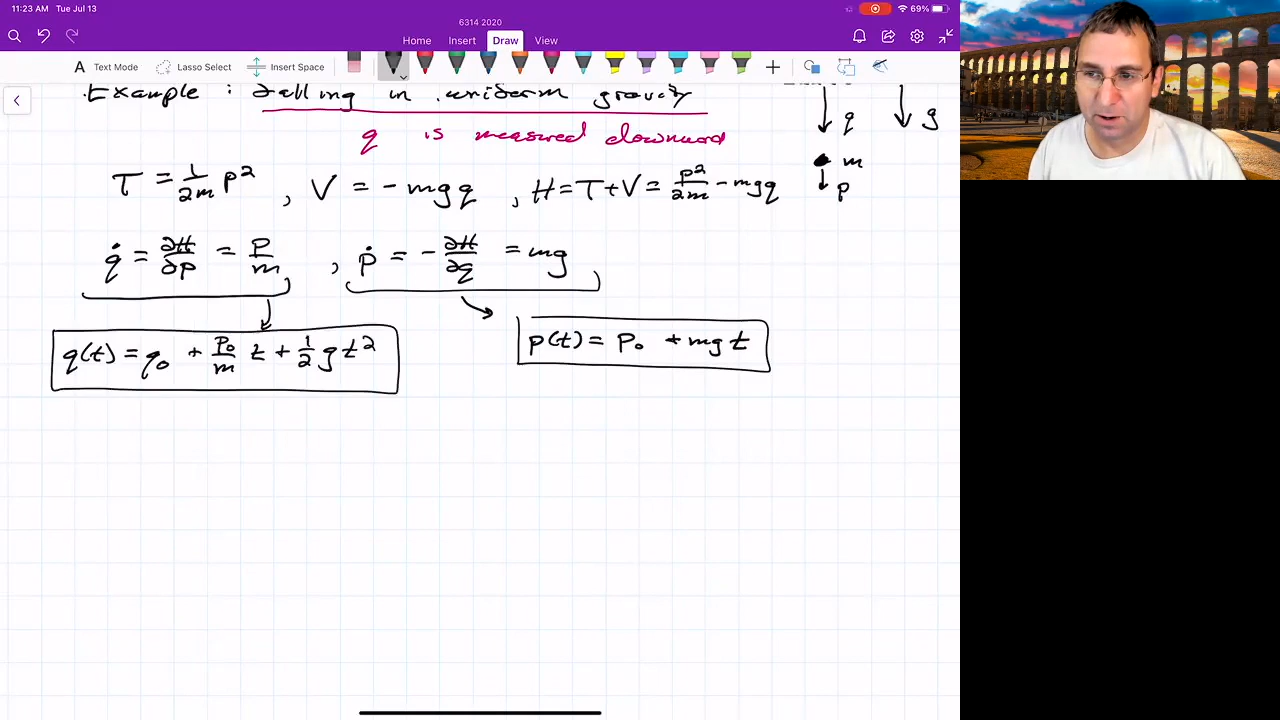 11:23 AM Tue Jul 13
69%
6314 2020
Home Insert Draw View
A Text Mode Lasso Select Insert Space
Example : Falling in uniform gravity
q is measured downward
q g
m
p
T = 1/2m p², V = -mgq, H = T+V = p²/2m - mgq
q̇ = ∂H/∂p = p/m, ṗ = -∂H/∂q = mg
q(t) = q₀ + p₀/m t + 1/2 g t²
p(t) = p₀ + mg t